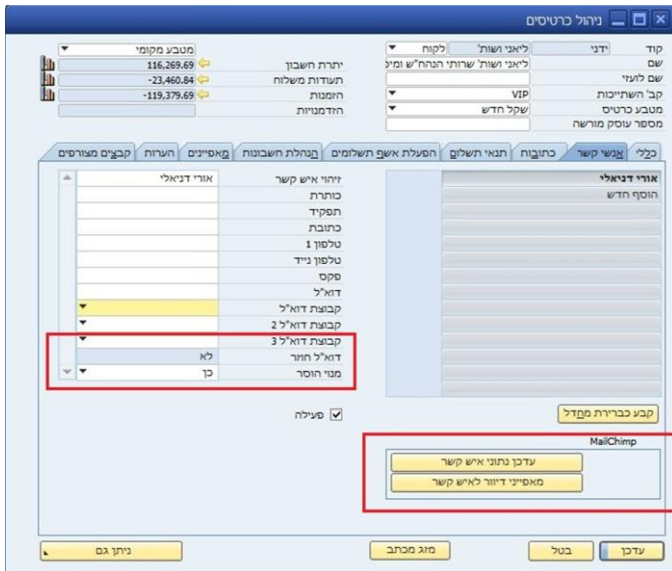 ניהול כרטיסים
קוד ידני ליאני ושות' לקוח
שם ליאני ושות' שרותי הנהח"ש ומיכ
שם לועזי
קב' השתייכות VIP
מטבע כרטיס שקל חדש
מספר עוסק מורשה
מטבע מקומי
יתרת חשבון 116,269.69
תעודות משלוח -23,460.84
הזמנות -119,379.69
הזדמנויות
כללי אנשי קשר כתובות תנאי תשלום הפעלת אשף תשלומים הנהלת חשבונות מאפיינים הערות קבצים מצורפים
אורי דניאלי
הוסף חדש
זיהוי איש קשר אורי דניאלי
כותרת
תפקיד
כתובת
טלפון 1
טלפון נייד
פקס
דוא"ל
קבוצת דוא"ל
קבוצת דוא"ל 2
קבוצת דוא"ל 3
דוא"ל חוזר לא
מנוי הוסר כן
קבע כברירת מחדל
פעילה
MailChimp
עדכן נתוני איש קשר
מאפייני דיוור לאיש קשר
עדכן בטל מזג מכתב ניתן גם